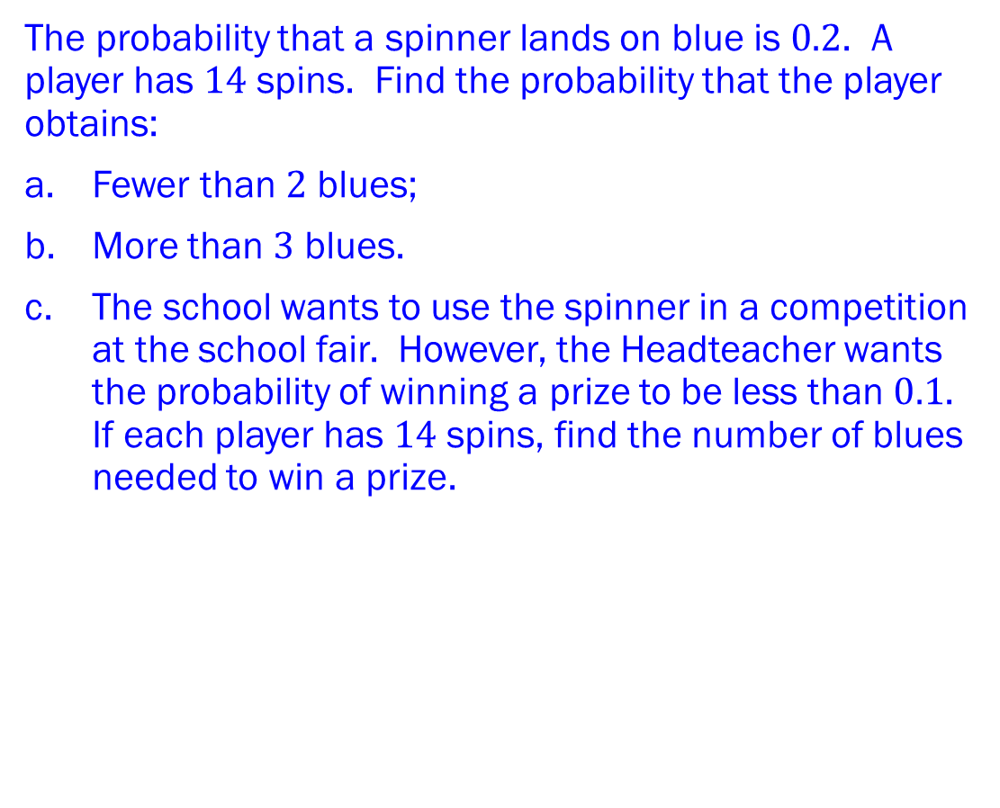 The probability that a spinner lands on blue is 0.2. A
player has 14 spins. Find the probability that the player
obtains:
a. Fewer than 2 blues;
b. More than 3 blues.
c. The school wants to use the spinner in a competition
at the school fair. However, the Headteacher wants
the probability of winning a prize to be less than 0.1.
If each player has 14 spins, find the number of blues
needed to win a prize.